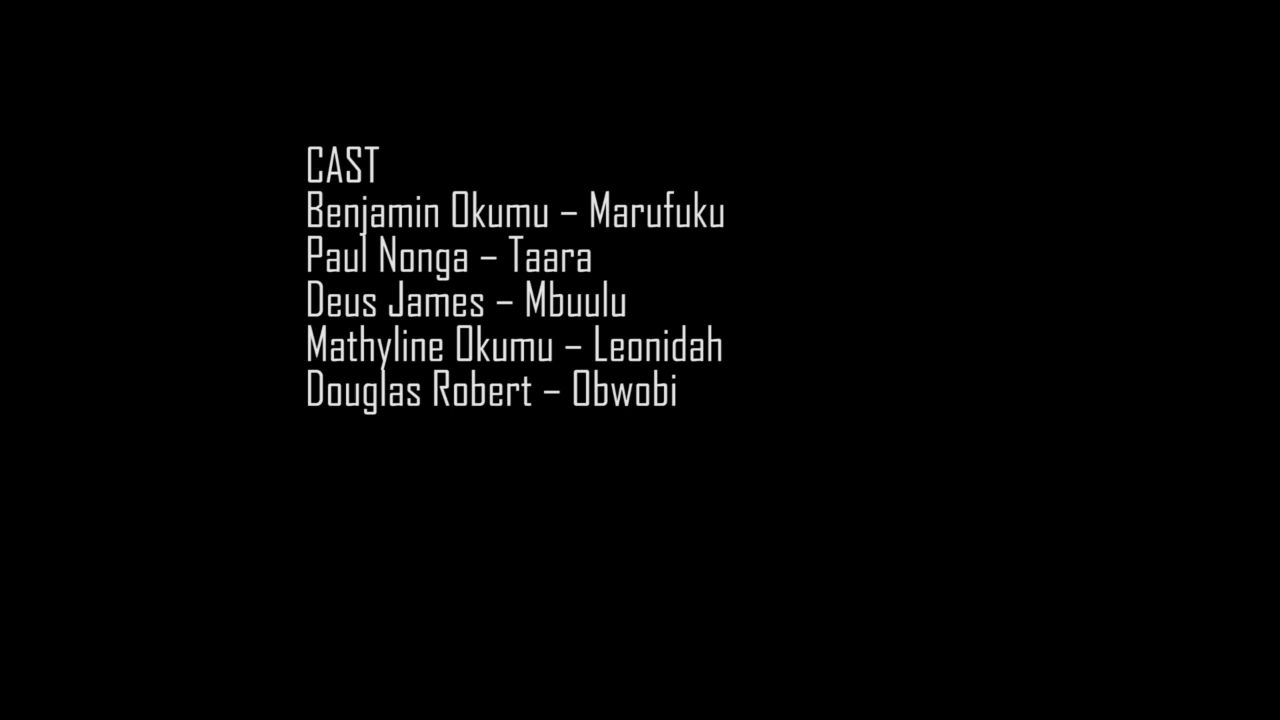 CAST
Benjamin Okumu – Marufuku
Paul Nonga – Taara
Deus James – Mbuulu
Mathyline Okumu – Leonidah
Douglas Robert – Obwobi